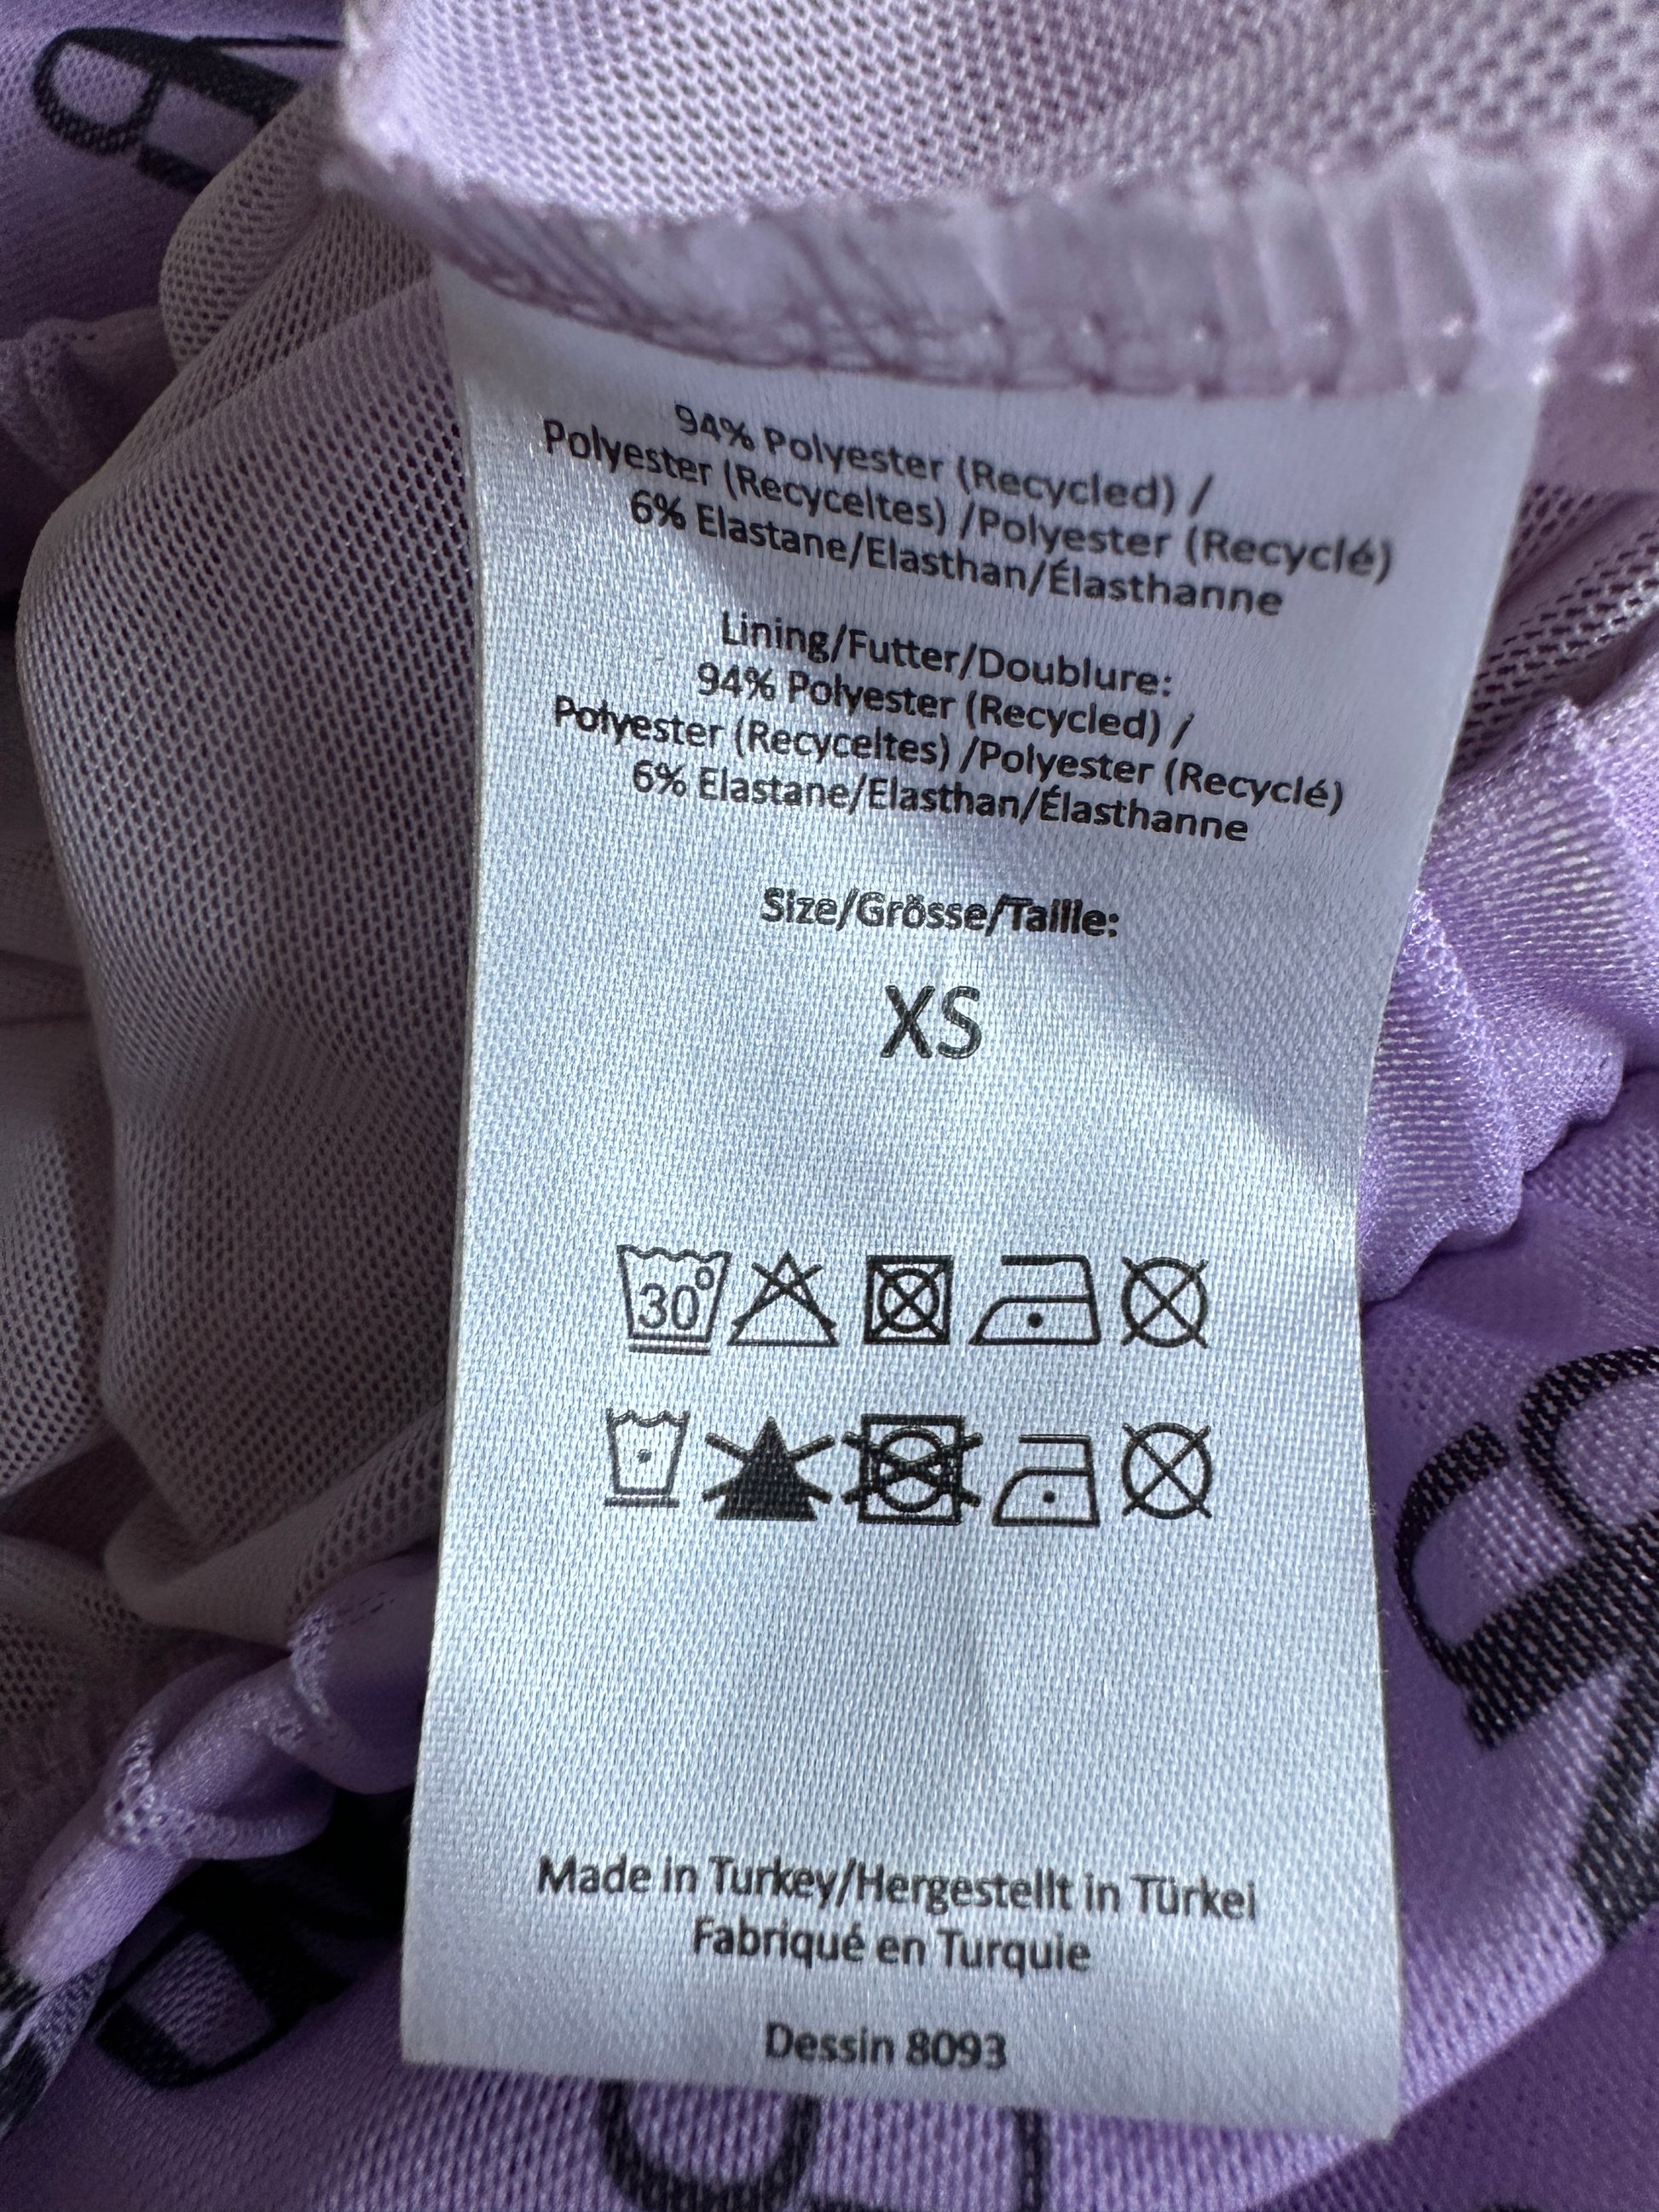 94% Polyester (Recycled) /
Polyester (Recyceltes) /Polyester (Recyclé)
6% Elastane/Elasthan/Élasthanne
Lining/Futter/Doublure:
94% Polyester (Recycled) /
Polyester (Recyceltes) /Polyester (Recyclé)
6% Elastane/Elasthan/Élasthanne
Size/Grösse/Taille:
XS
30°
Made in Turkey/Hergestellt in Türkei
Fabriqué en Turquie
Dessin 8093